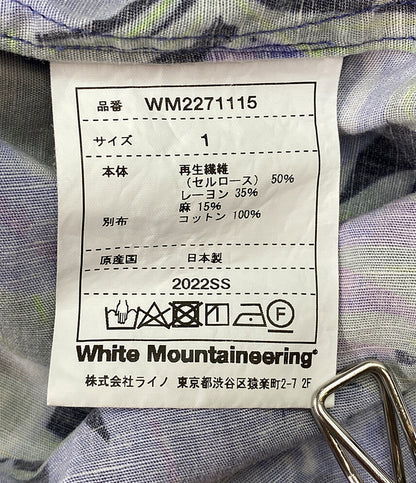 品番 WM2271115
サイズ 1
本体 再生繊維
（セルロース） 50%
レーヨン 35%
麻 15%
別布 コットン 100%
原産国 日本製
2022SS
F
White Mountaineering®
株式会社ライノ 東京都渋谷区猿楽町2-7 2F